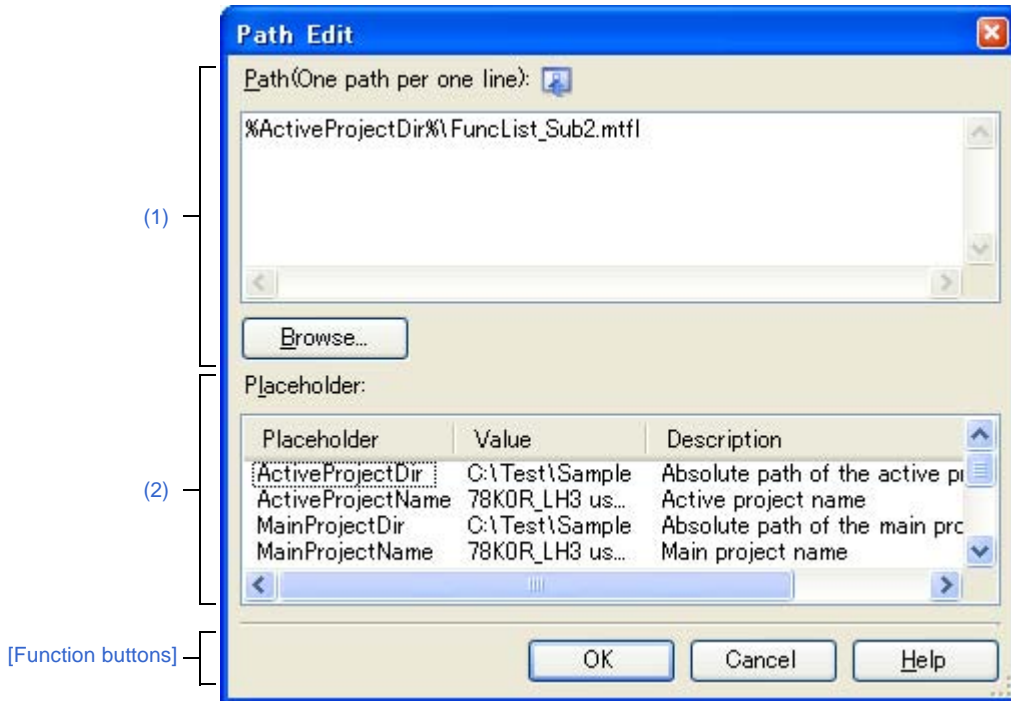 Path Edit
Path(One path per one line):
%ActiveProjectDir%\FuncList_Sub2.mtfl
(1)
Browse...
Placeholder:
Placeholder Value Description
ActiveProjectDir C:\Test\Sample Absolute path of the active pr
ActiveProjectName 78K0R_LH3 us... Active project name
(2)
MainProjectDir C:\Test\Sample Absolute path of the main prc
MainProjectName 78K0R_LH3 us... Main project name
[Function buttons]
OK Cancel Help